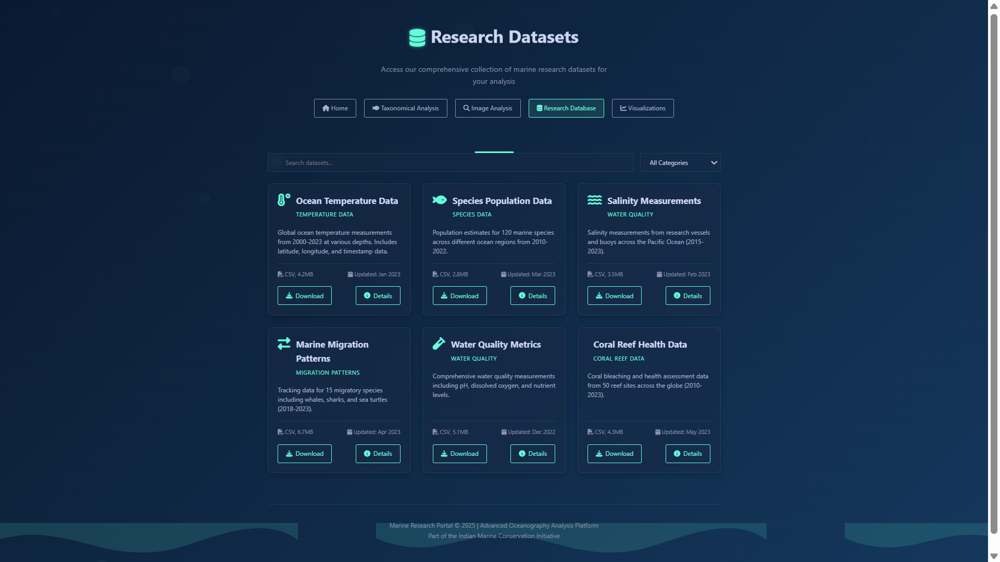 Research Datasets
Access our comprehensive collection of marine research datasets for
your analysis
Home
Taxonomical Analysis
Image Analysis
Research Database
Visualizations
Search datasets...
All Categories
Ocean Temperature Data
TEMPERATURE DATA
Global ocean temperature measurements
from 2000-2023 at various depths. Includes
latitude, longitude, and timestamp data.
CSV, 4.2MB
Updated: Jan 2023
Download
Details
Species Population Data
SPECIES DATA
Population estimates for 120 marine species
across different ocean regions from 2010-
2022.
CSV, 2.8MB
Updated: Mar 2023
Download
Details
Salinity Measurements
WATER QUALITY
Salinity measurements from research vessels
and buoys across the Pacific Ocean (2015-
2023).
CSV, 3.5MB
Updated: Feb 2023
Download
Details
Marine Migration
Patterns
MIGRATION PATTERNS
Tracking data for 15 migratory species
including whales, sharks, and sea turtles
(2018-2023).
CSV, 6.7MB
Updated: Apr 2023
Download
Details
Water Quality Metrics
WATER QUALITY
Comprehensive water quality measurements
including pH, dissolved oxygen, and nutrient
levels.
CSV, 5.1MB
Updated: Dec 2022
Download
Details
Coral Reef Health Data
CORAL REEF DATA
Coral bleaching and health assessment data
from 50 reef sites across the globe (2010-
2023).
CSV, 4.3MB
Updated: May 2023
Download
Details
Marine Research Portal © 2025 | Advanced Oceanography Analysis Platform
Part of the Indian Marine Conservation Initiative